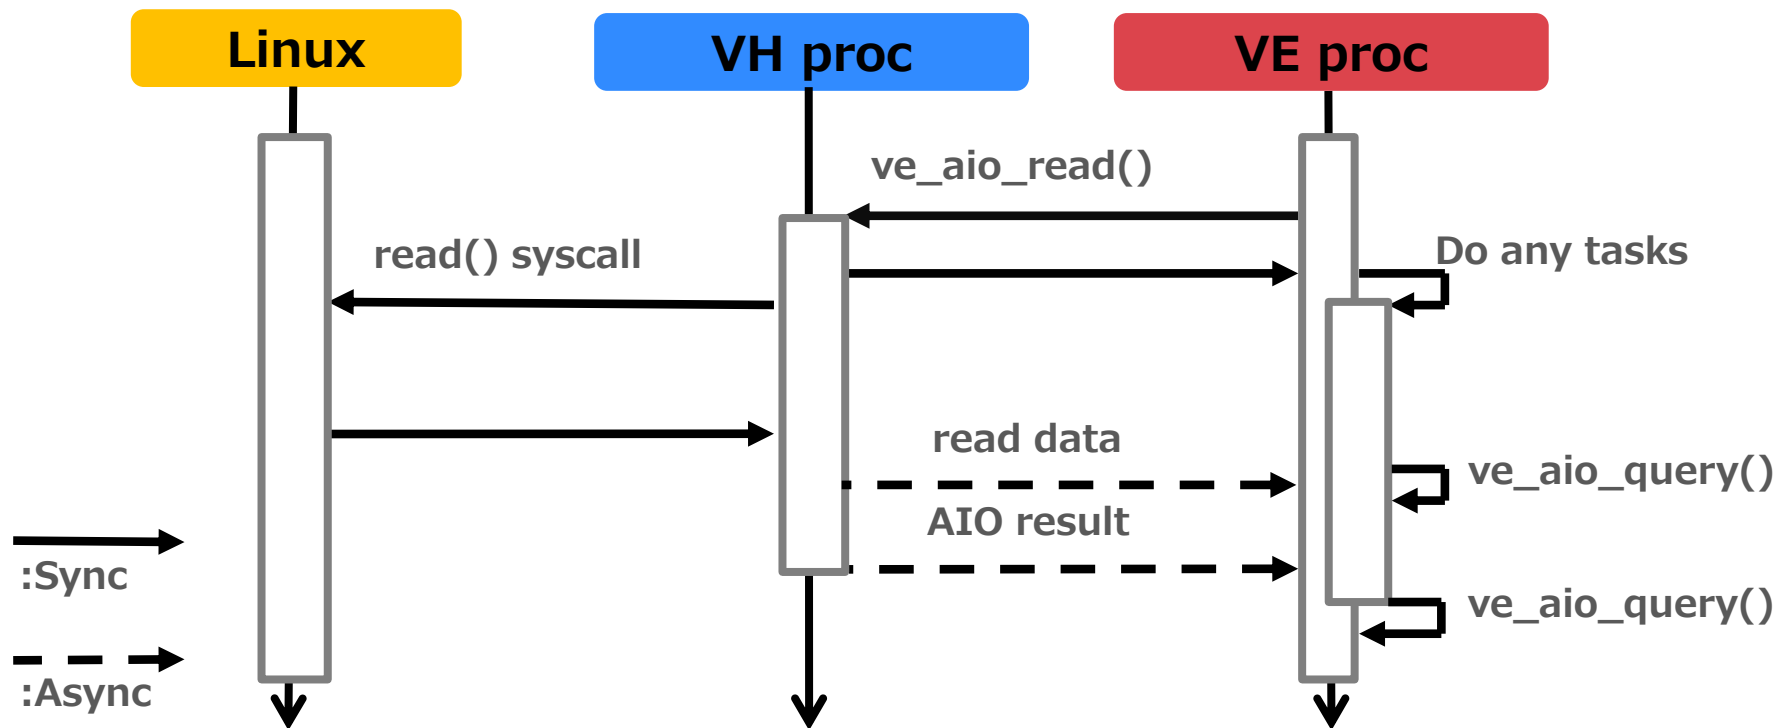 Linux
VH proc
VE proc
ve_aio_read()
Do any tasks
read() syscall
read data
ve_aio_query()
AIO result
:Sync
ve_aio_query()
:Async